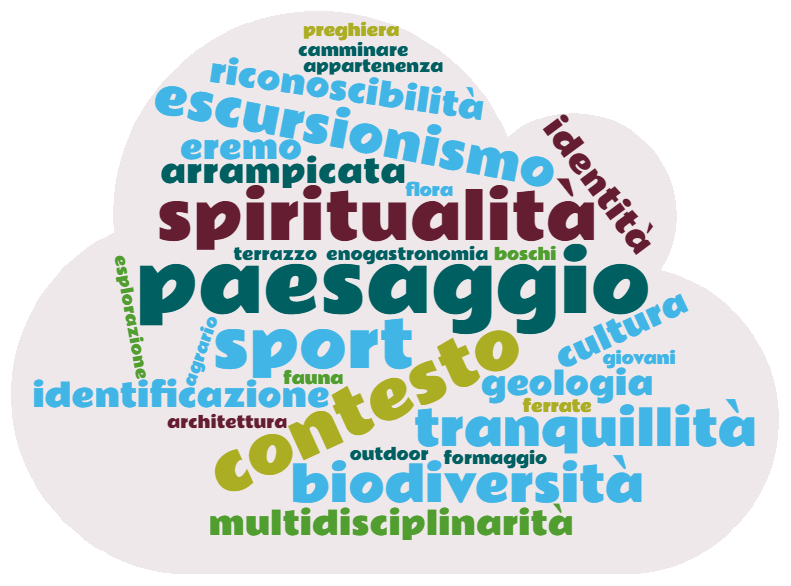 preghiera
camminare
appartenenza
riconoscibilità
escursionismo
identità
eremo
arrampicata
flora
spiritualità
terrazzo enogastronomia boschi
esplorazione
paesaggio
agrario
sport
cultura
giovani
contesto
fauna
geologia
identificazione
ferrate
architettura
tranquillità
outdoor formaggio
biodiversità
multidisciplinarità